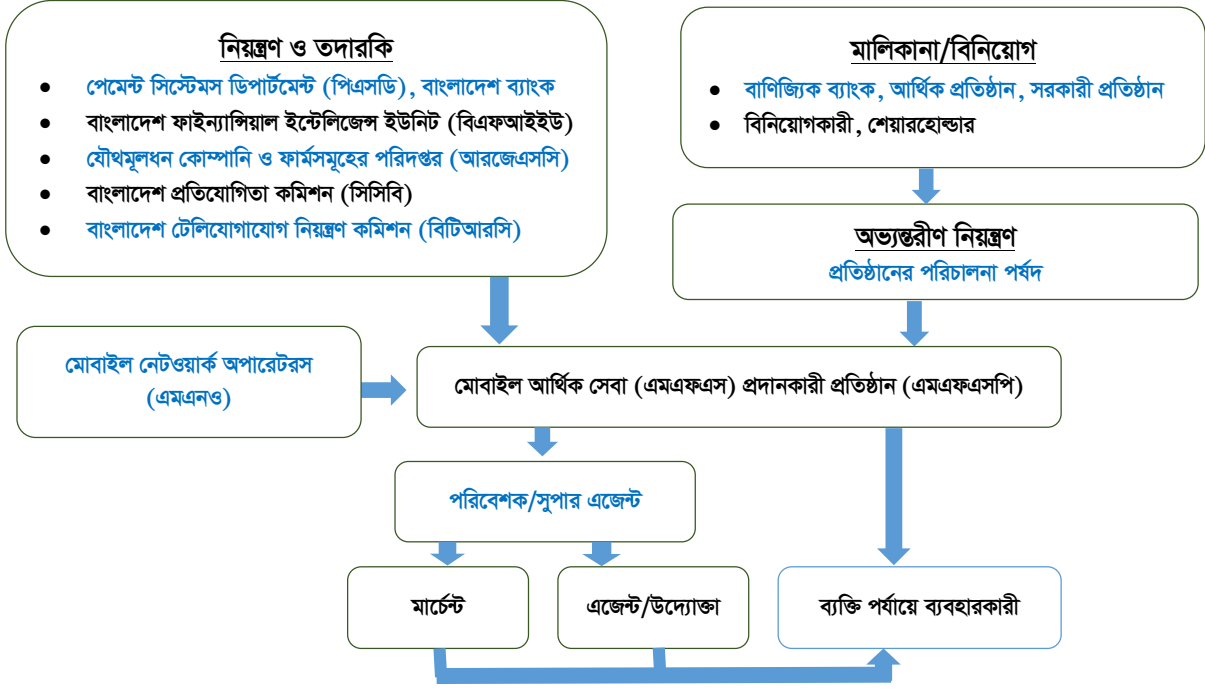 নিয়ন্ত্রণ ও তদারকি
• পেমেন্ট সিস্টেমস ডিপার্টমেন্ট (পিএসডি), বাংলাদেশ ব্যাংক
• বাংলাদেশ ফাইন্যান্সিয়াল ইন্টেলিজেন্স ইউনিট (বিএফআইইউ)
• যৌথমূলধন কোম্পানি ও ফার্মসমূহের পরিদপ্তর (আরজেএসসি)
• বাংলাদেশ প্রতিযোগিতা কমিশন (সিসিবি)
• বাংলাদেশ টেলিযোগাযোগ নিয়ন্ত্রণ কমিশন (বিটিআরসি)
মালিকানা/বিনিয়োগ
• বাণিজ্যিক ব্যাংক, আর্থিক প্রতিষ্ঠান, সরকারী প্রতিষ্ঠান
• বিনিয়োগকারী, শেয়ারহোল্ডার
অভ্যন্তরীণ নিয়ন্ত্রণ
প্রতিষ্ঠানের পরিচালনা পর্ষদ
মোবাইল নেটওয়ার্ক অপারেটরস
(এমএনও)
মোবাইল আর্থিক সেবা (এমএফএস) প্রদানকারী প্রতিষ্ঠান (এমএফএসপি)
পরিবেশক/সুপার এজেন্ট
মার্চেন্ট
এজেন্ট/উদ্যোক্তা
ব্যক্তি পর্যায়ে ব্যবহারকারী